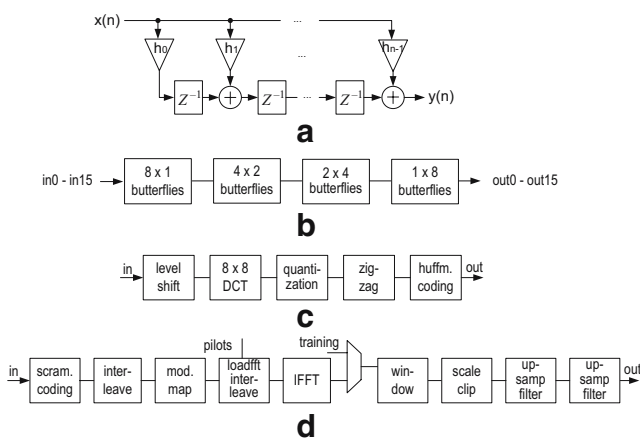 x(n)
...
h0
h1
...
hn-1
Z−1
+
Z−1
...
Z−1
+
y(n)
a
in0 - in15
8 x 1
butterflies
4 x 2
butterflies
2 x 4
butterflies
1 x 8
butterflies
out0 - out15
b
in
level
shift
8 x 8
DCT
quanti-
zation
zig-
zag
huffm.
coding
out
c
pilots
training
in
scram.
coding
inter-
leave
mod.
map
loadfft
inter-
leave
IFFT
win-
dow
scale
clip
up-
samp
filter
up-
samp
filter
out
d